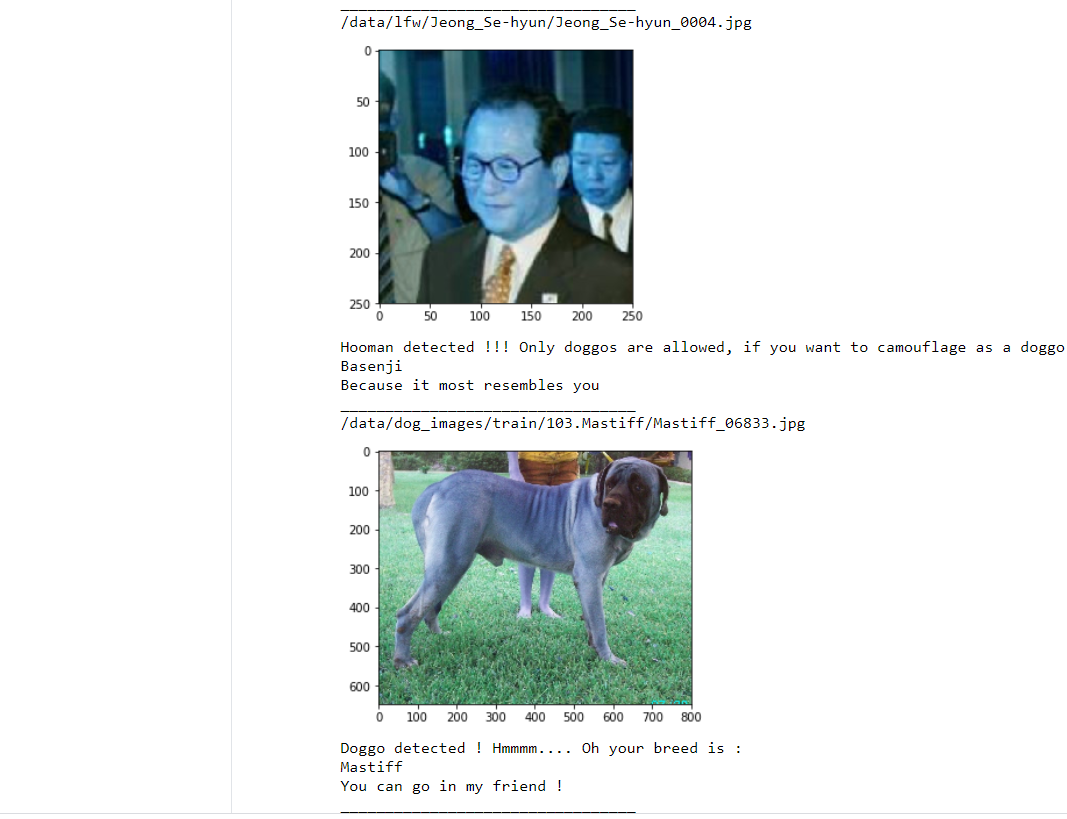 __________________________________
/data/lfw/Jeong_Se-hyun/Jeong_Se-hyun_0004.jpg
0
50
100
150
200
250
0 50 100 150 200 250
Hooman detected !!! Only doggos are allowed, if you want to camouflage as a doggo
Basenji
Because it most resembles you
__________________________________
/data/dog_images/train/103.Mastiff/Mastiff_06833.jpg
0
100
200
300
400
500
600
0 100 200 300 400 500 600 700 800
Doggo detected ! Hmmmm.... Oh your breed is :
Mastiff
You can go in my friend !
__________________________________